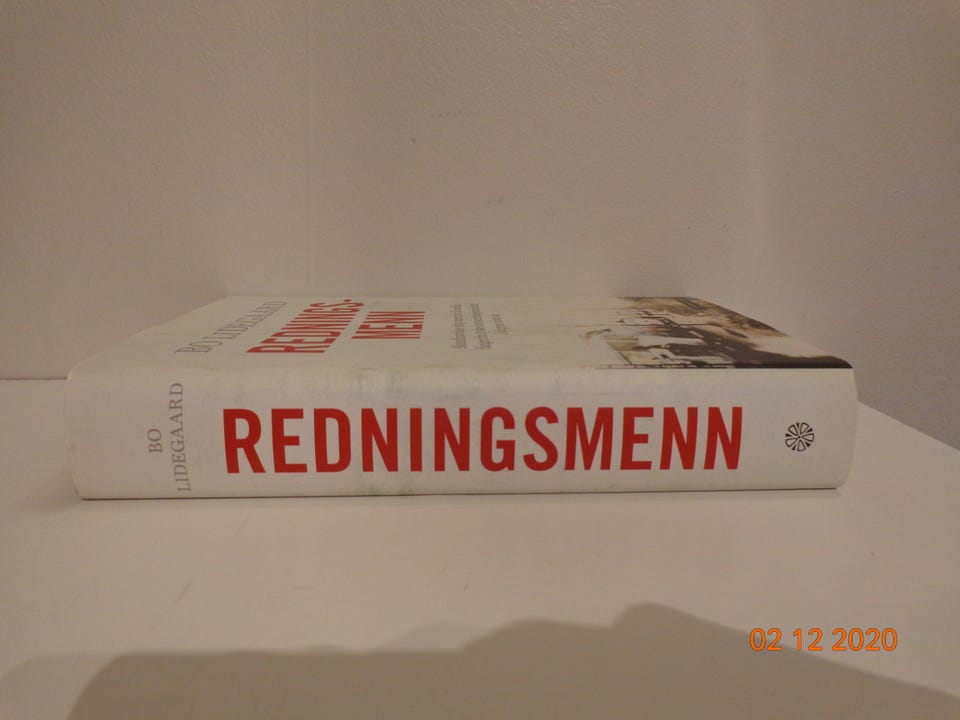 BO LIDEGAARD
REDNINGS-
MENN
BO
LIDEGAARD
REDNINGSMENN
02 12 2020